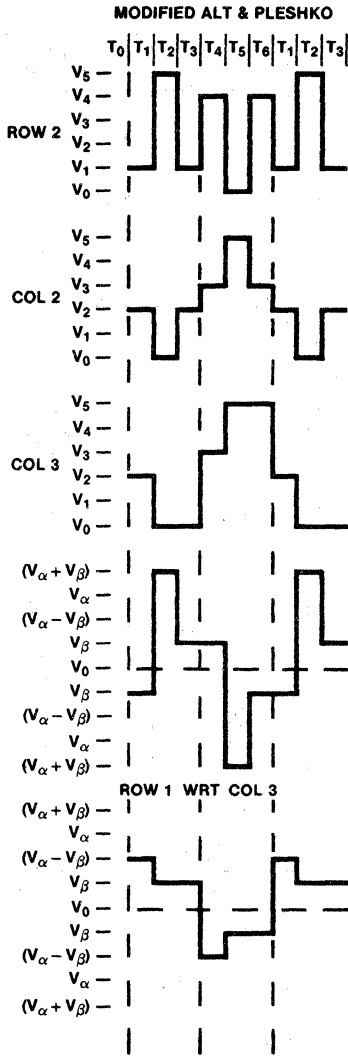 MODIFIED ALT & PLESHKO
T0 T1 T2 T3 T4 T5 T6 T1 T2 T3
V5
V4
V3
ROW 2
V2
V1
V0
V5
V4
COL 2
V3
V2
V1
V0
V5
V4
COL 3
V3
V2
V1
V0
(Vα + Vβ)
Vα
(Vα − Vβ)
Vβ
V0
Vβ
(Vα − Vβ)
Vα
(Vα + Vβ)
ROW 1 WRT COL 3
(Vα + Vβ)
Vα
(Vα − Vβ)
Vβ
V0
Vβ
(Vα − Vβ)
Vα
(Vα + Vβ)